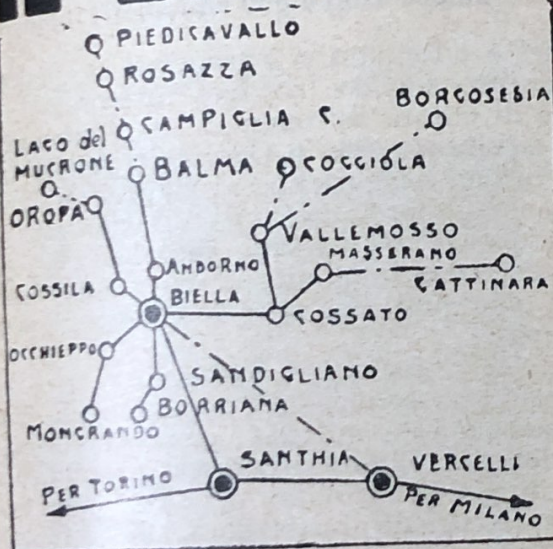 PIEDICAVALLO
ROSAZZA
BORGOSESIA
CAMPIGLIA C.
LAGO del
MUCRONE
BALMA
COGGIOLA
OROPA
VALLEMOSSO
MASSERANO
ANDORNO
GATTINARA
COSSILA
BIELLA
COSSATO
OCCHIEPPO
SANDIGLIANO
BORRIANA
MONGRANDO
SANTHIA
VERCELLI
PER TORINO
PER MILANO